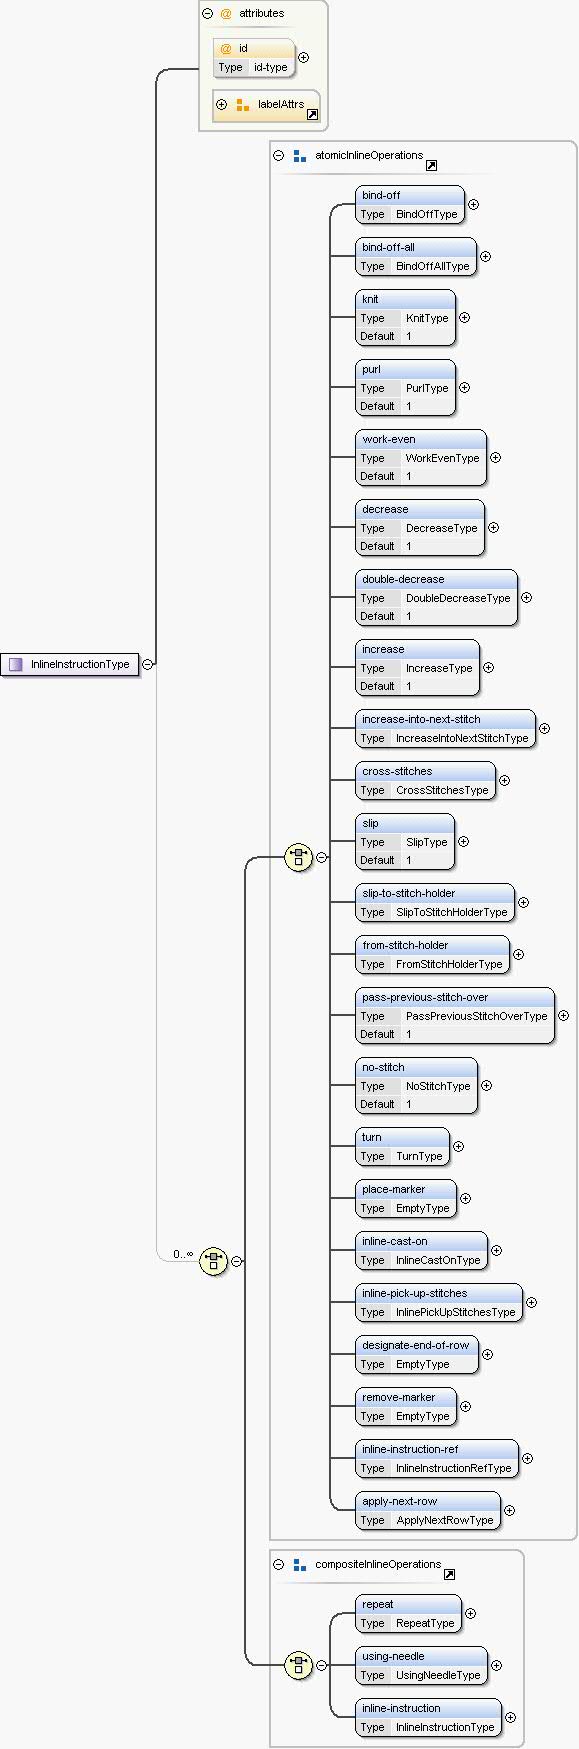 attributes
id
Type id-type
labelAttrs
atomicInlineOperations
bind-off
Type BindOffType
bind-off-all
Type BindOffAllType
knit
Type KnitType
Default 1
purl
Type PurlType
Default 1
work-even
Type WorkEvenType
Default 1
decrease
Type DecreaseType
Default 1
double-decrease
Type DoubleDecreaseType
Default 1
InlineInstructionType
increase
Type IncreaseType
Default 1
increase-into-next-stitch
Type IncreaseIntoNextStitchType
cross-stitches
Type CrossStitchesType
slip
Type SlipType
Default 1
slip-to-stitch-holder
Type SlipToStitchHolderType
from-stitch-holder
Type FromStitchHolderType
pass-previous-stitch-over
Type PassPreviousStitchOverType
Default 1
no-stitch
Type NoStitchType
Default 1
turn
Type TurnType
place-marker
Type EmptyType
inline-cast-on
Type InlineCastOnType
0..∞
inline-pick-up-stitches
Type InlinePickUpStitchesType
designate-end-of-row
Type EmptyType
remove-marker
Type EmptyType
inline-instruction-ref
Type InlineInstructionRefType
apply-next-row
Type ApplyNextRowType
compositeInlineOperations
repeat
Type RepeatType
using-needle
Type UsingNeedleType
inline-instruction
Type InlineInstructionType